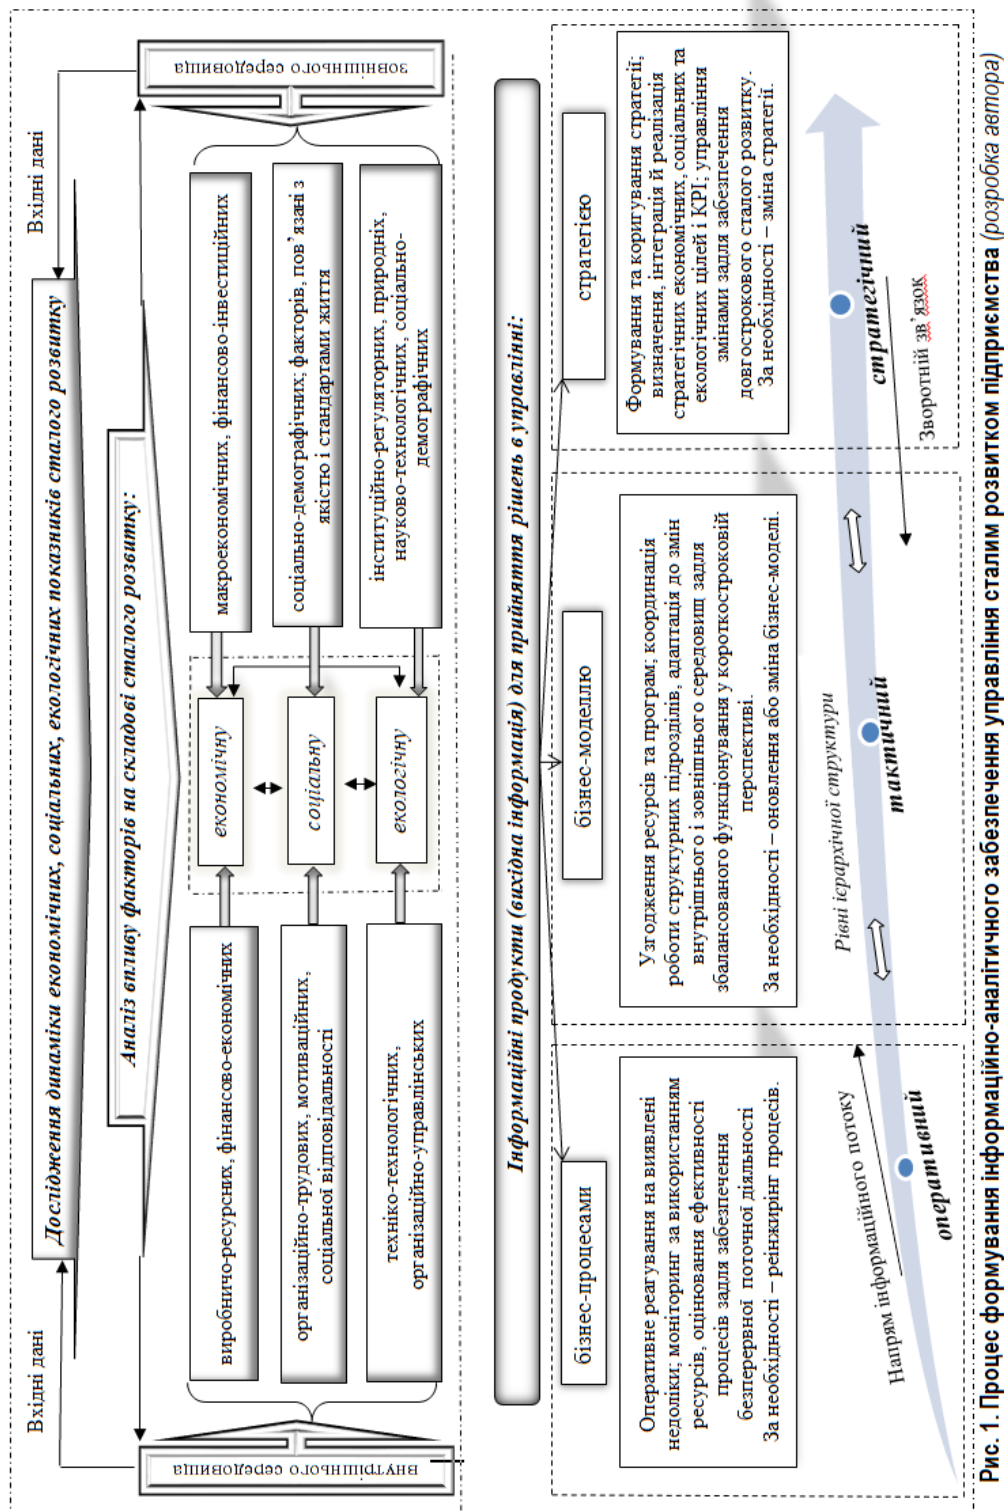 Вхідні дані
Вхідні дані
Дослідження динаміки економічних, соціальних, екологічних показників сталого розвитку
Аналіз впливу факторів на складові сталого розвитку:
внутрішнього середовища
зовнішнього середовища
виробничо-ресурсних, фінансово-економічних
економічну
макроекономічних, фінансово-інвестиційних
організаційно-трудових, мотиваційних,
соціальної відповідальності
соціальну
соціально-демографічних; факторів, пов’язані з
якістю і стандартами життя
техніко-технологічних,
організаційно-управлінських
екологічну
інституційно-регуляторних, природніх,
науково-технологічних, соціально-
демографічних
Інформаційні продукти (вихідна інформація) для прийняття рішень в управлінні:
бізнес-процесами
бізнес-моделлю
стратегією
Оперативне реагування на виявлені
недоліки; моніторинг за використанням
ресурсів, оцінювання ефективності
процесів задля забезпечення
безперервної поточної діяльності
За необхідності – реінжирінг процесів.
Узгодження ресурсів та програм; координація
роботи структурних підрозділів, адаптація до змін
внутрішнього і зовнішнього середовищ задля
збалансованого функціонування у короткостроковій
перспективі.
За необхідності – оновлення або зміна бізнес-моделі.
Формування та коригування стратегії;
визначення, інтеграція й реалізація
стратегічних економічних, соціальних та
екологічних цілей і KPI; управління
змінами задля забезпечення
довгострокового сталого розвитку.
За необхідності – зміна стратегії.
Напрям інформаційного потоку
Рівні ієрархічної структури
оперативний
тактичний
стратегічний
Зворотній зв’язок
Рис. 1. Процес формування інформаційно-аналітичного забезпечення управління сталим розвитком підприємства (розробка автора)